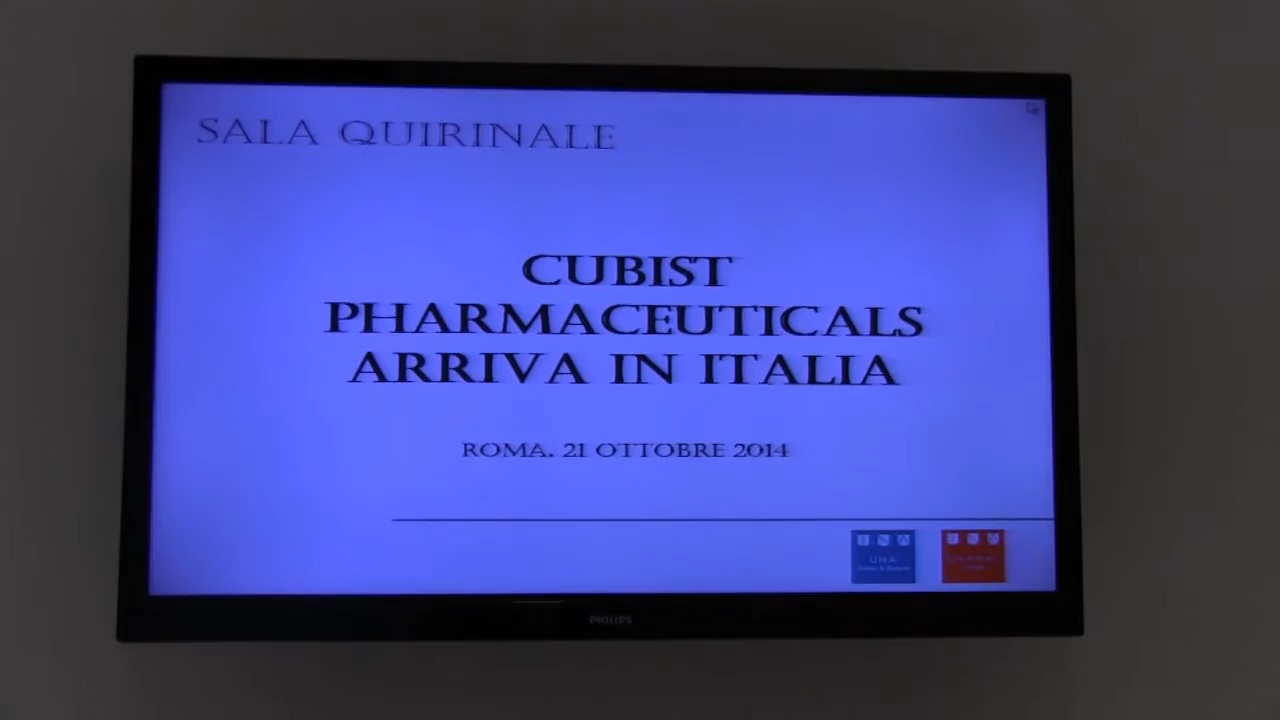 SALA QUIRINALE
CUBIST
PHARMACEUTICALS
ARRIVA IN ITALIA
ROMA, 21 OTTOBRE 2014
UNA
PHILIPS